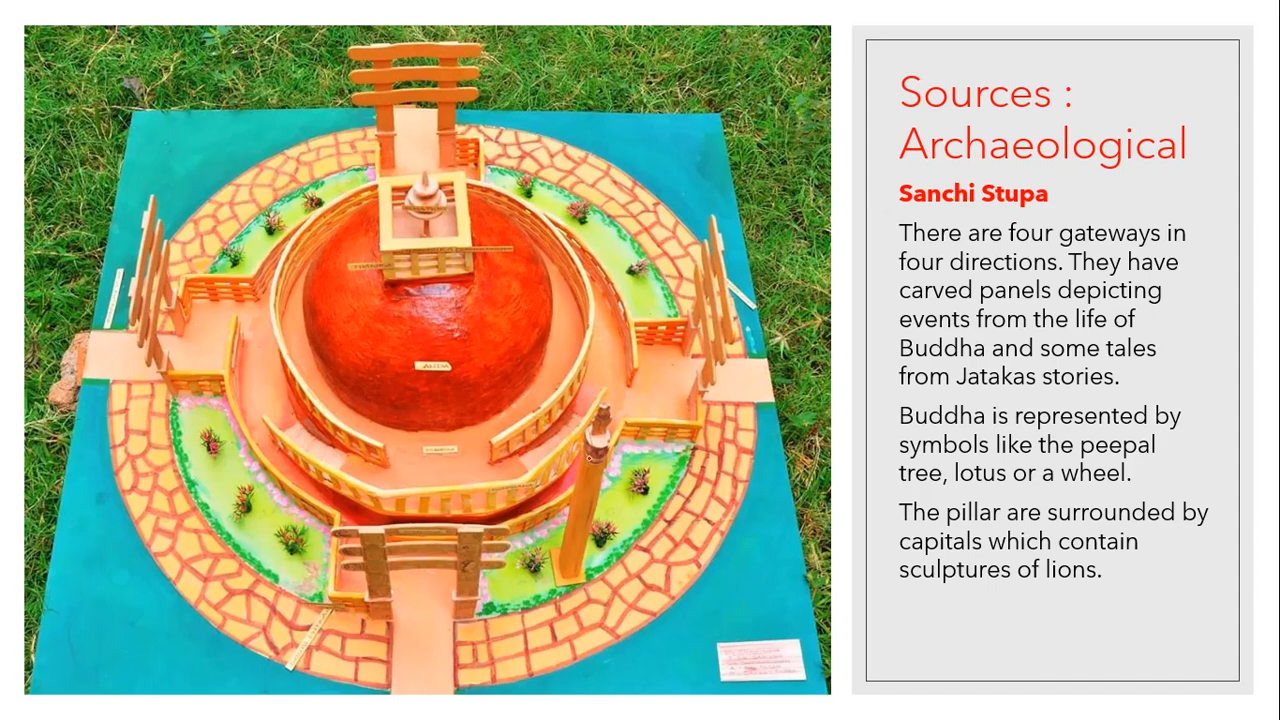 Sources :
Archaeological
Sanchi Stupa
There are four gateways in
four directions. They have
carved panels depicting
events from the life of
Buddha and some tales
from Jatakas stories.
Buddha is represented by
symbols like the peepal
tree, lotus or a wheel.
The pillar are surrounded by
capitals which contain
sculptures of lions.